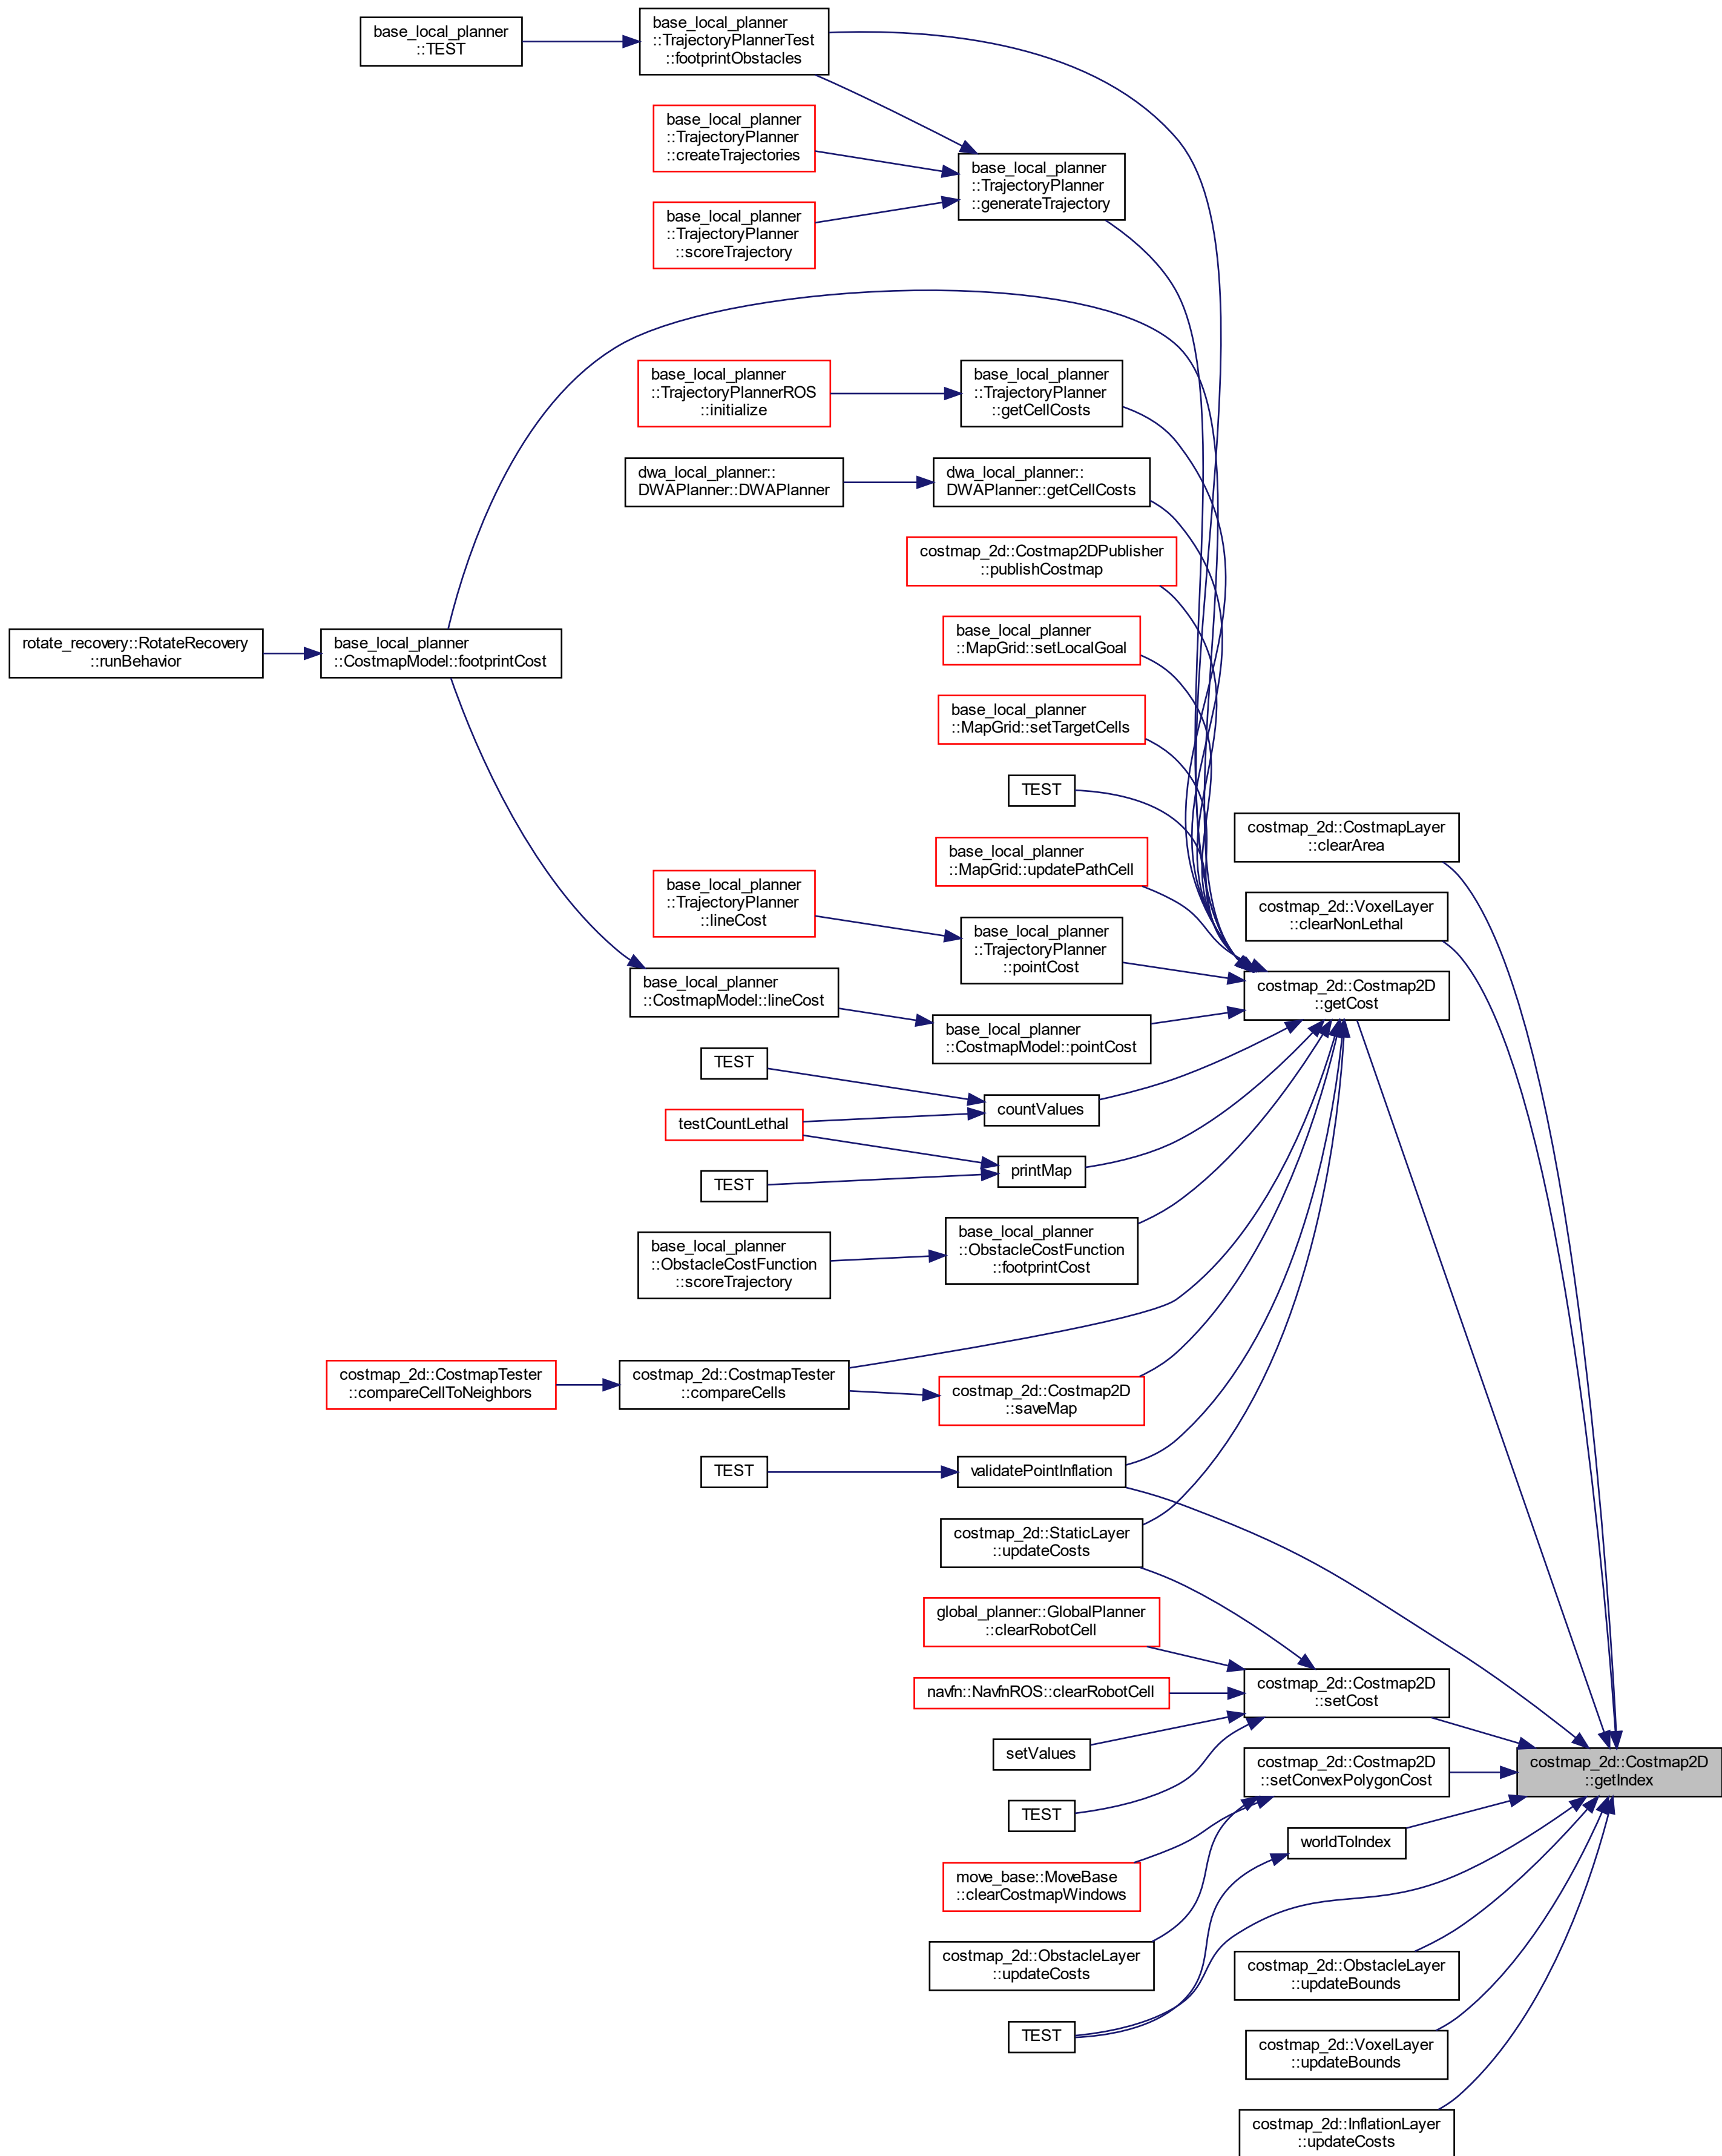 base_local_planner
::TEST
base_local_planner
::TrajectoryPlannerTest
::footprintObstacles
base_local_planner
::TrajectoryPlanner
::createTrajectories
base_local_planner
::TrajectoryPlanner
::generateTrajectory
base_local_planner
::TrajectoryPlanner
::scoreTrajectory
base_local_planner
::TrajectoryPlannerROS
::initialize
base_local_planner
::TrajectoryPlanner
::getCellCosts
dwa_local_planner::
DWAPlanner::DWAPlanner
dwa_local_planner::
DWAPlanner::getCellCosts
costmap_2d::Costmap2DPublisher
::publishCostmap
rotate_recovery::RotateRecovery
::runBehavior
base_local_planner
::CostmapModel::footprintCost
base_local_planner
::MapGrid::setLocalGoal
base_local_planner
::MapGrid::setTargetCells
TEST
costmap_2d::CostmapLayer
::clearArea
base_local_planner
::MapGrid::updatePathCell
base_local_planner
::TrajectoryPlanner
::lineCost
costmap_2d::VoxelLayer
::clearNonLethal
base_local_planner
::TrajectoryPlanner
::pointCost
base_local_planner
::CostmapModel::lineCost
costmap_2d::Costmap2D
::getCost
base_local_planner
::CostmapModel::pointCost
TEST
countValues
testCountLethal
printMap
TEST
base_local_planner
::ObstacleCostFunction
::scoreTrajectory
base_local_planner
::ObstacleCostFunction
::footprintCost
costmap_2d::CostmapTester
::compareCellToNeighbors
costmap_2d::CostmapTester
::compareCells
costmap_2d::Costmap2D
::saveMap
TEST
validatePointInflation
costmap_2d::StaticLayer
::updateCosts
global_planner::GlobalPlanner
::clearRobotCell
navfn::NavfnROS::clearRobotCell
costmap_2d::Costmap2D
::setCost
setValues
costmap_2d::Costmap2D
::setConvexPolygonCost
costmap_2d::Costmap2D
::getIndex
TEST
worldToIndex
move_base::MoveBase
::clearCostmapWindows
costmap_2d::ObstacleLayer
::updateCosts
costmap_2d::ObstacleLayer
::updateBounds
TEST
costmap_2d::VoxelLayer
::updateBounds
costmap_2d::InflationLayer
::updateCosts